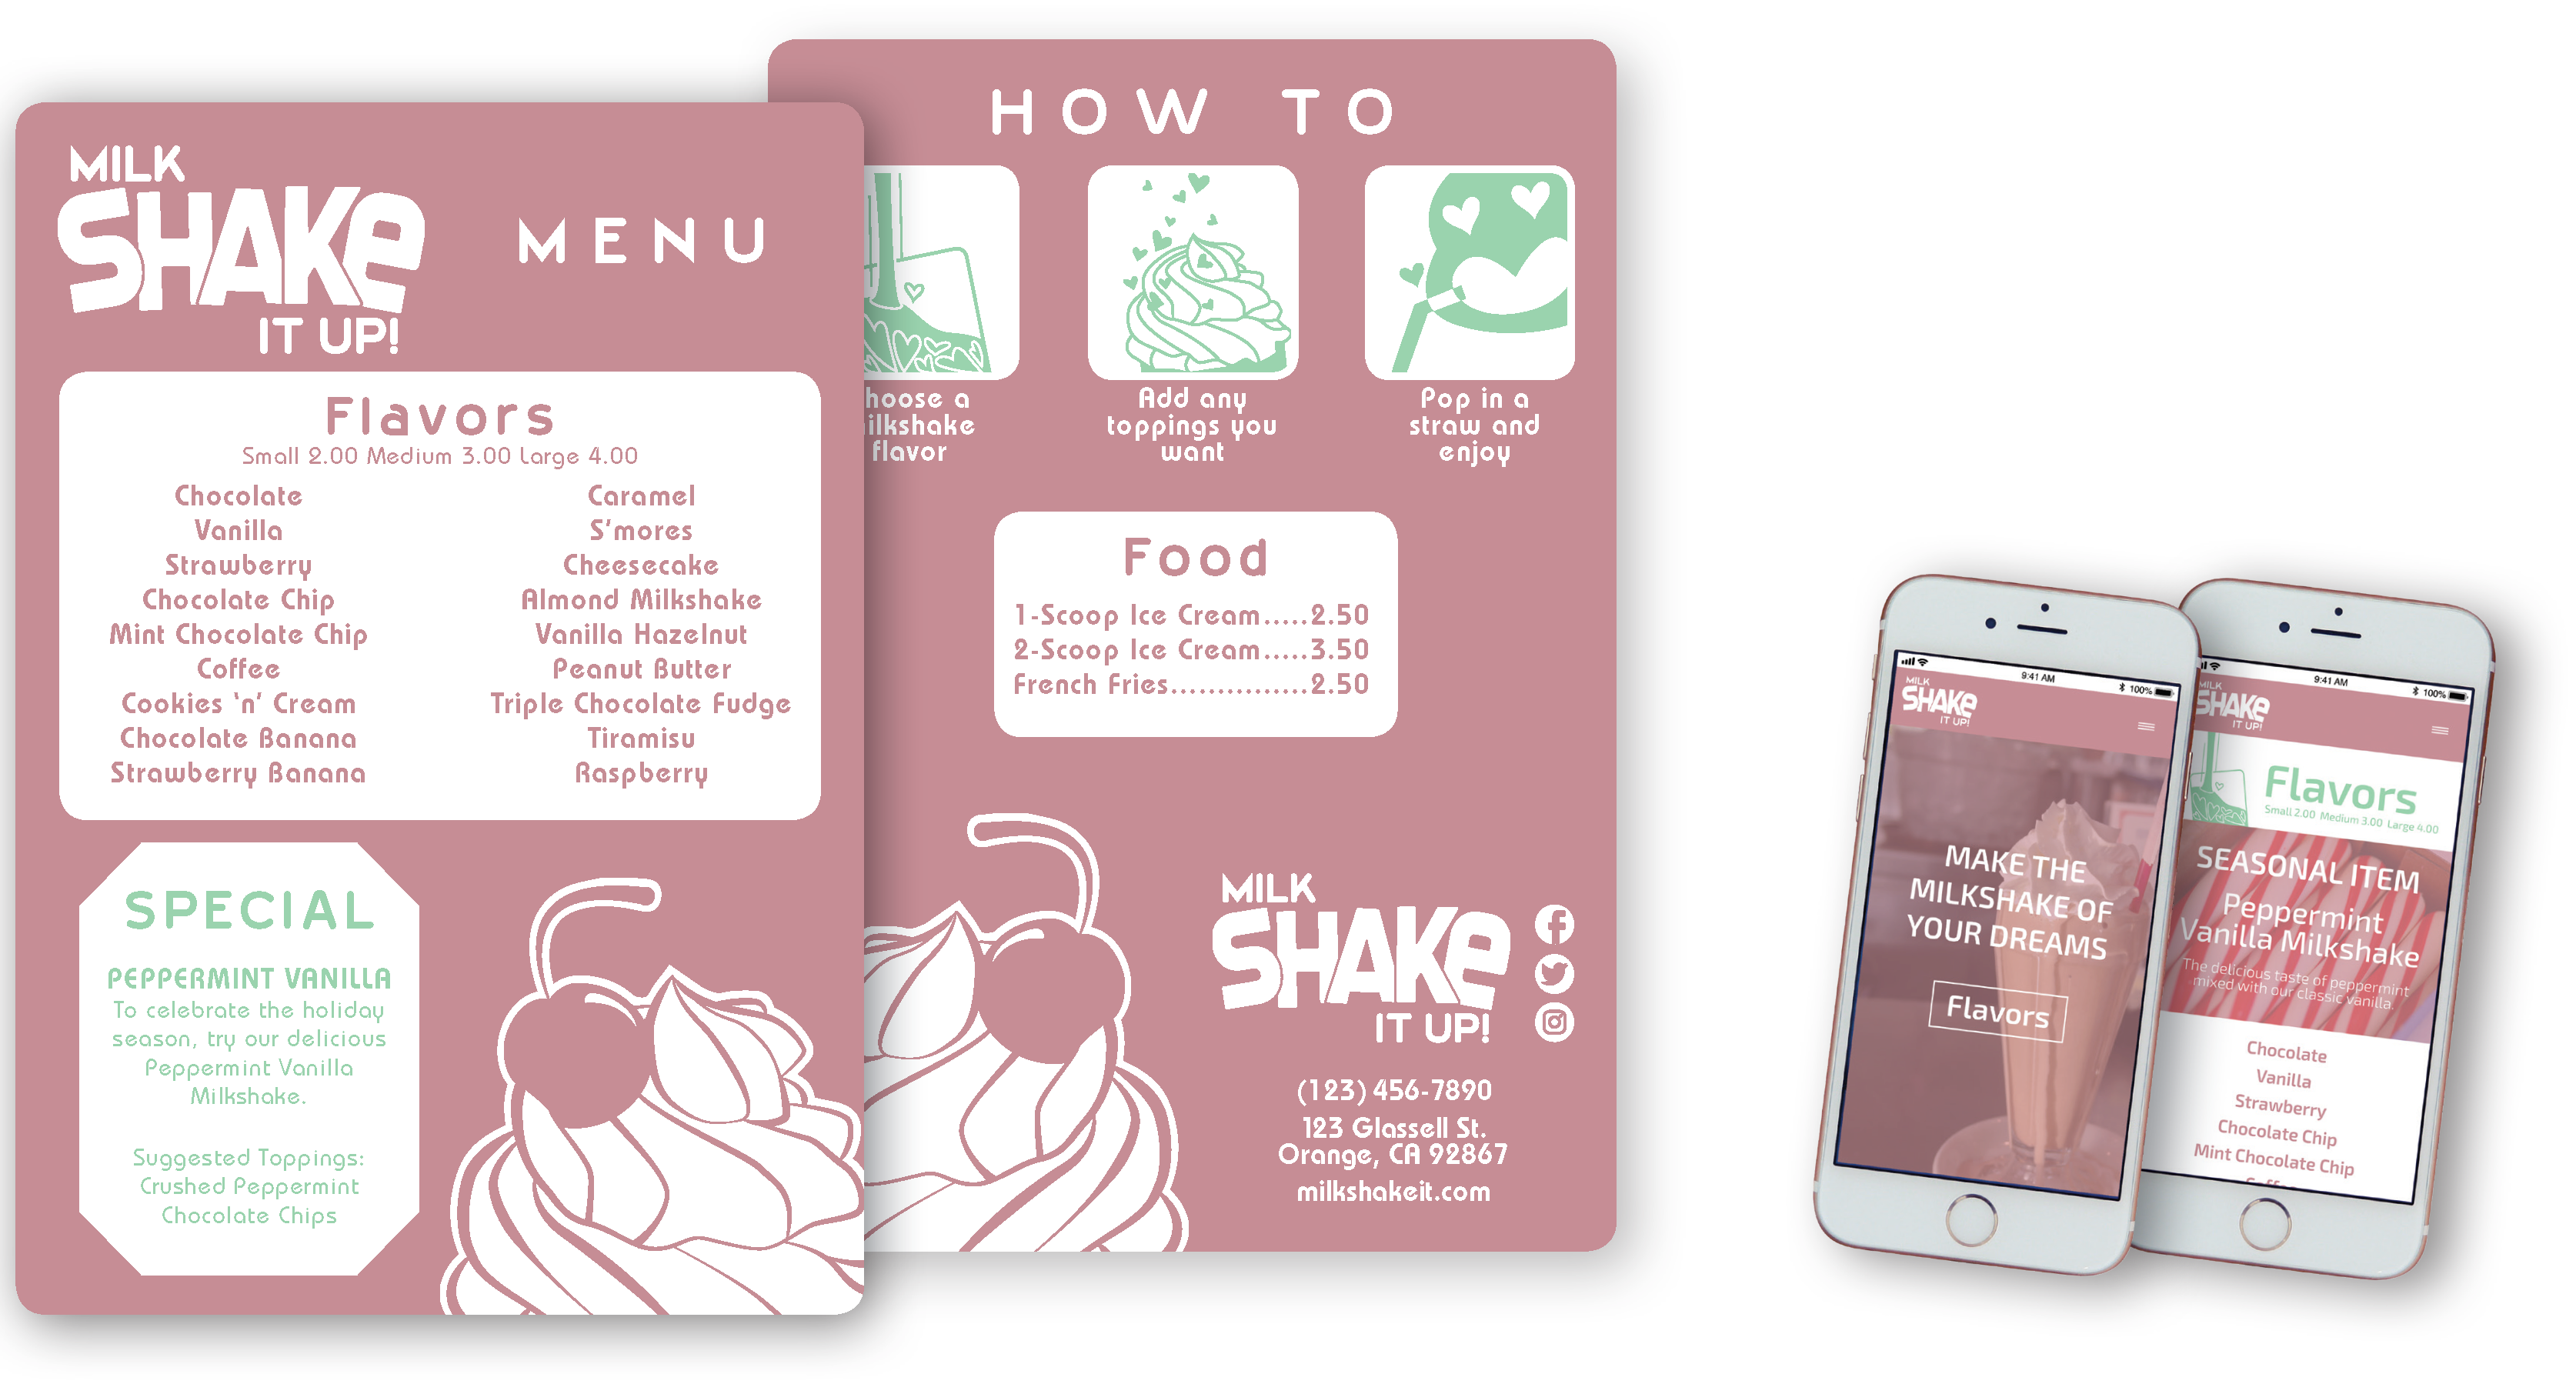 MILK
SHAKe
IT UP!
MENU
Flavors
Small 2.00 Medium 3.00 Large 4.00
Chocolate
Vanilla
Strawberry
Chocolate Chip
Mint Chocolate Chip
Coffee
Cookies ‘n’ Cream
Chocolate Banana
Strawberry Banana
Caramel
S’mores
Cheesecake
Almond Milkshake
Vanilla Hazelnut
Peanut Butter
Triple Chocolate Fudge
Tiramisu
Raspberry
SPECIAL
PEPPERMINT VANILLA
To celebrate the holiday
season, try our delicious
Peppermint Vanilla
Milkshake.
Suggested Toppings:
Crushed Peppermint
Chocolate Chips
HOW TO
hoose a
ilkshake
flavor
Add any
toppings you
want
Pop in a
straw and
enjoy
Food
1-Scoop Ice Cream.....2.50
2-Scoop Ice Cream.....3.50
French Fries...............2.50
MILK
SHAKe
IT UP!
(123) 456-7890
123 Glassell St.
Orange, CA 92867
milkshakeit.com
9:41 AM
100%
MILK
SHAKe
IT UP!
MAKE THE
MILKSHAKE OF
YOUR DREAMS
Flavors
9:41 AM
100%
MILK
SHAKe
IT UP!
Flavors
Small 2.00 Medium 3.00 Large 4.00
SEASONAL ITEM
Peppermint
Vanilla Milkshake
The delicious taste of peppermint
mixed with our classic vanilla.
Chocolate
Vanilla
Strawberry
Chocolate Chip
Mint Chocolate Chip